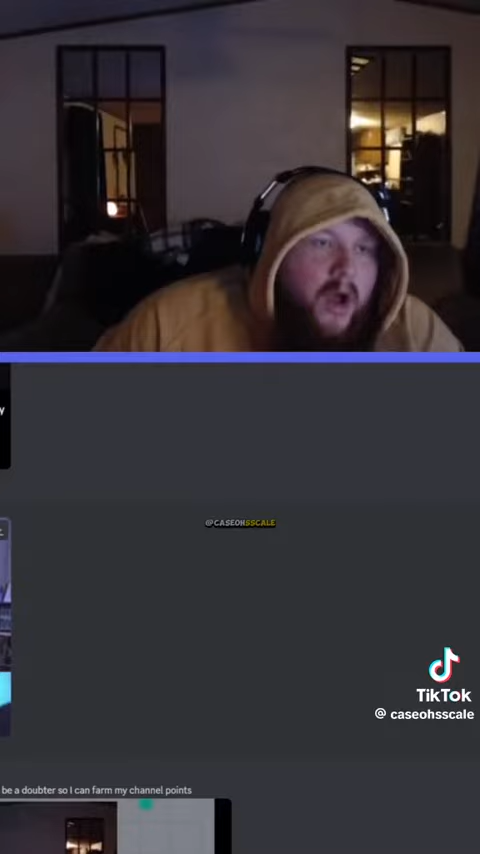 y
@CASEOHSSCALE
TikTok
@ caseohsscale
be a doubter so I can farm my channel points